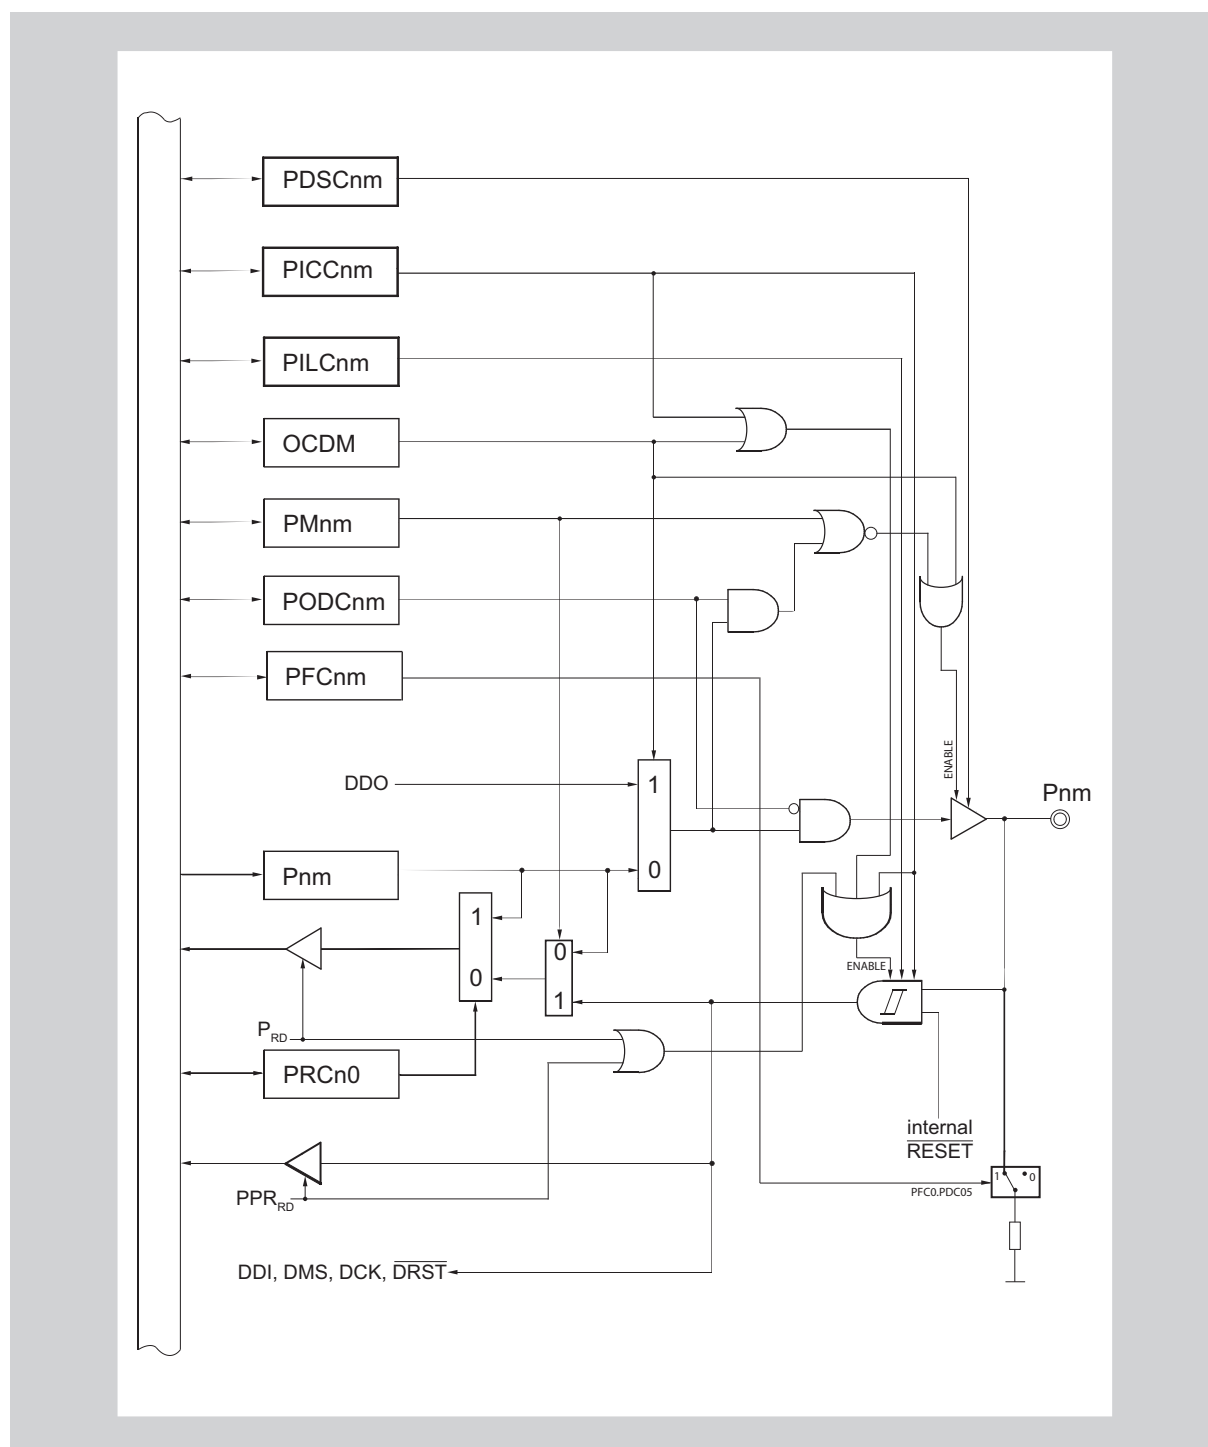 PDSCnm
PICCnm
PILCnm
OCDM
PMnm
PODCnm
PFCnm
ENABLE
DDO
1
Pnm
0
Pnm
1
0
0
1
ENABLE
PRD
PRCn0
internal
RESET
1
0
PFC0.PDC05
PPRRD
DDI, DMS, DCK, DRST